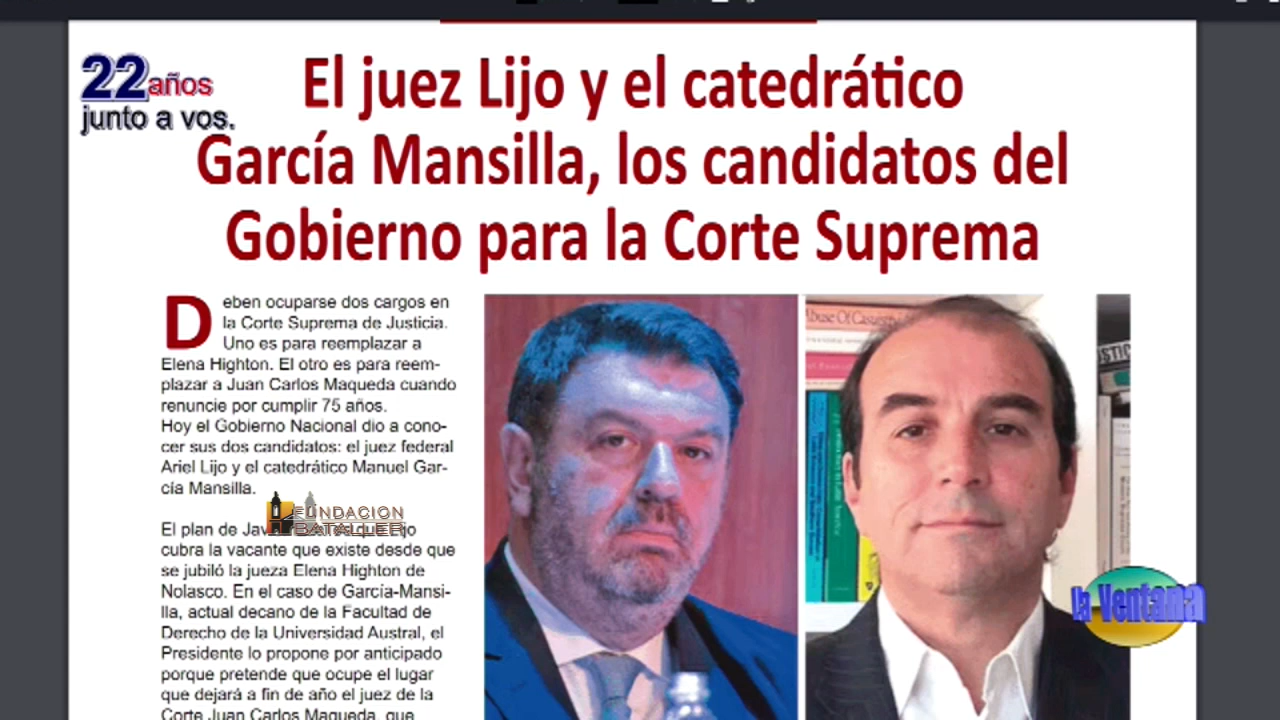 22años
junto a vos.
El juez Lijo y el catedrático
García Mansilla, los candidatos del
Gobierno para la Corte Suprema
Deben ocuparse dos cargos en
la Corte Suprema de Justicia.
Uno es para reemplazar a
Elena Highton. El otro es para reem-
plazar a Juan Carlos Maqueda cuando
renuncie por cumplir 75 años.
Hoy el Gobierno Nacional dio a cono-
cer sus dos candidatos: el juez federal
Ariel Lijo y el catedrático Manuel Gar-
cía Mansilla.
FUNDACION
BATALLER
El plan de
cubra la vacante que existe desde que
se jubiló la jueza Elena Highton de
Nolasco. En el caso de García-Mansi-
lla, actual decano de la Facultad de
Derecho de la Universidad Austral, el
Presidente lo propone por anticipado
porque pretende que ocupe el lugar
que dejará a fin de año el juez de la
Corte Juan Carlos Maqueda, que
la Ventana